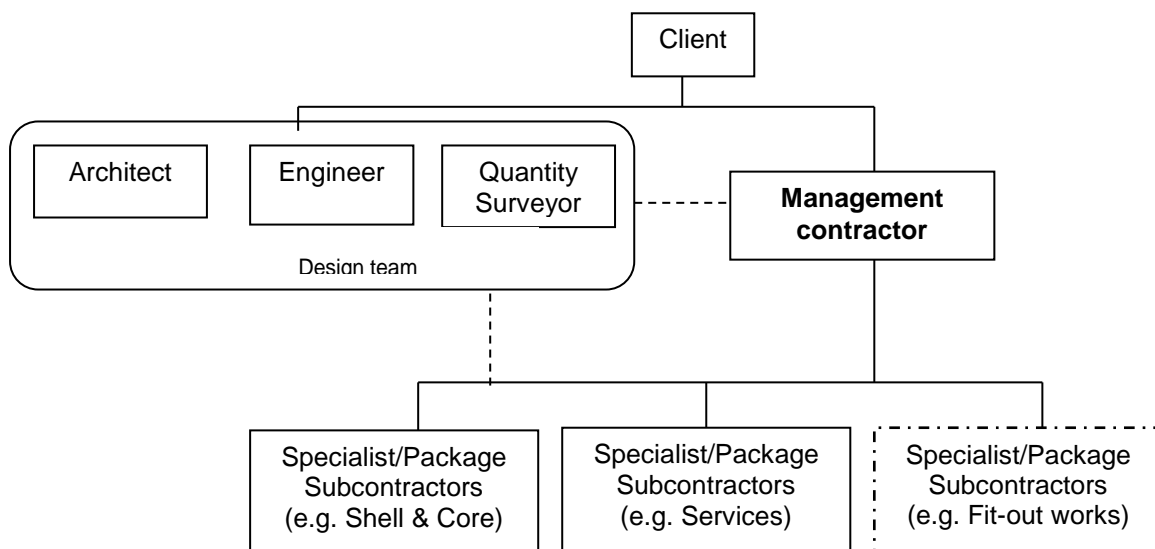 Client
Architect
Engineer
Quantity
Surveyor
Design team
Management
contractor
Specialist/Package
Subcontractors
(e.g. Shell & Core)
Specialist/Package
Subcontractors
(e.g. Services)
Specialist/Package
Subcontractors
(e.g. Fit-out works)